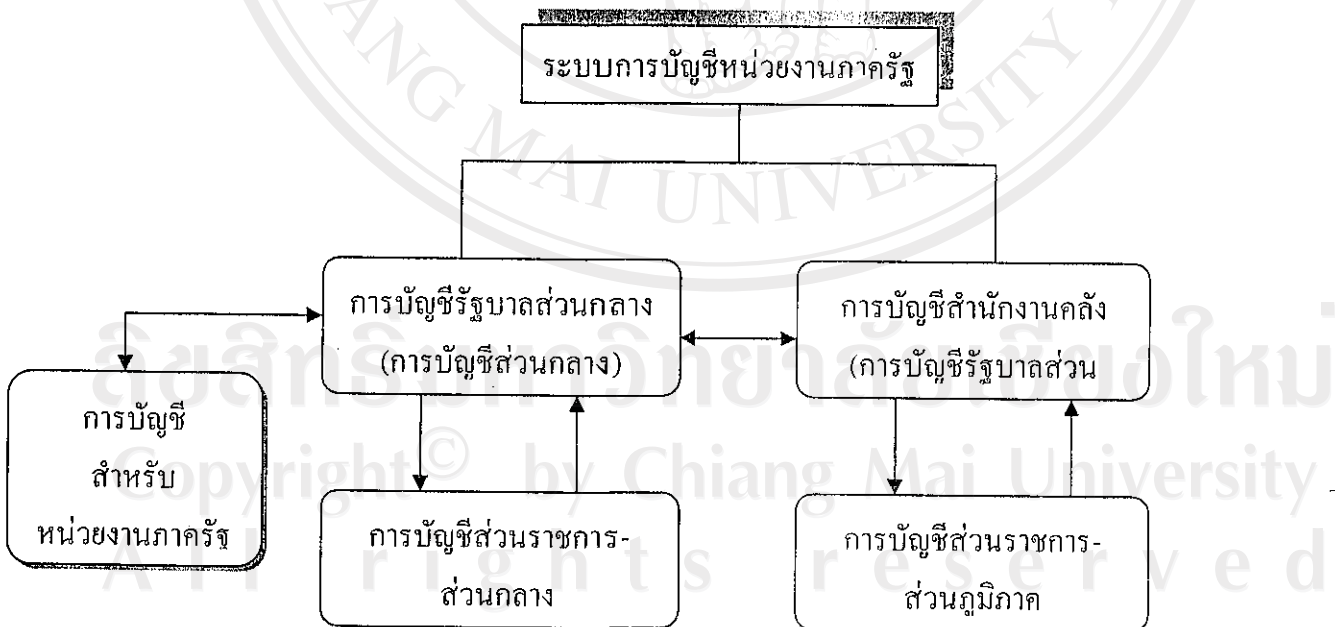 ระบบการบัญชีหน่วยงานภาครัฐ
การบัญชีรัฐบาลส่วนกลาง
(การบัญชีส่วนกลาง)
การบัญชีสำนักงานคลัง
(การบัญชีรัฐบาลส่วน
การบัญชี
สำหรับ
หน่วยงานภาครัฐ
การบัญชีส่วนราชการ-
ส่วนกลาง
การบัญชีส่วนราชการ-
ส่วนภูมิภาค
ANG MAI UNIVERSITY
ลิขสิทธิ์มหาวิทยาลัยเชียงใหม่
Copyright© by Chiang Mai University
All rights reserved